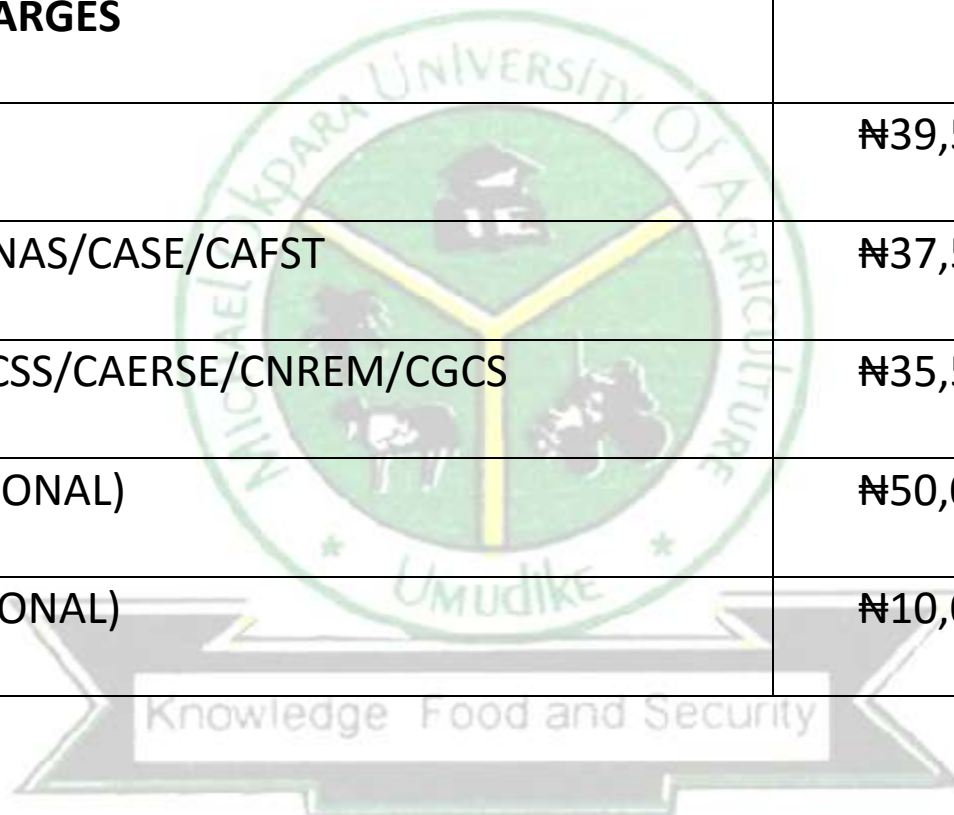 ARGES
₦39,5
NAS/CASE/CAFST ₦37,5
CSS/CAERSE/CNREM/CGCS ₦35,5
ONAL) ₦50,0
ONAL) ₦10,0
MICHAEL OKPARA UNIVERSITY OF AGRICULTURE
* UMUdIKE *
Knowledge Food and Security